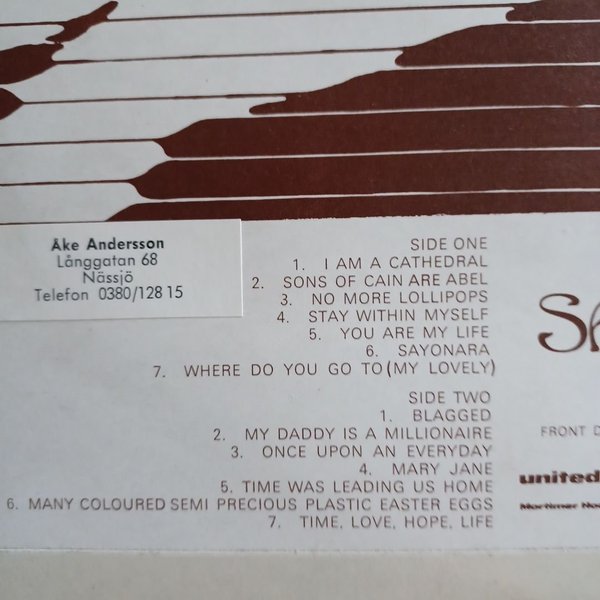 Åke Andersson
Långgatan 68
Nässjö
Telefon 0380/128 15
SIDE ONE
1. I AM A CATHEDRAL
2. SONS OF CAIN ARE ABEL
3. NO MORE LOLLIPOPS
4. STAY WITHIN MYSELF
5. YOU ARE MY LIFE
6. SAYONARA
7. WHERE DO YOU GO TO (MY LOVELY)
SIDE TWO
1. BLAGGED
2. MY DADDY IS A MILLIONAIRE
3. ONCE UPON AN EVERYDAY
4. MARY JANE
5. TIME WAS LEADING US HOME
6. MANY COLOURED SEMI PRECIOUS PLASTIC EASTER EGGS
7. TIME, LOVE, HOPE, LIFE
Sh
FRONT D
united
Mortimer Hou